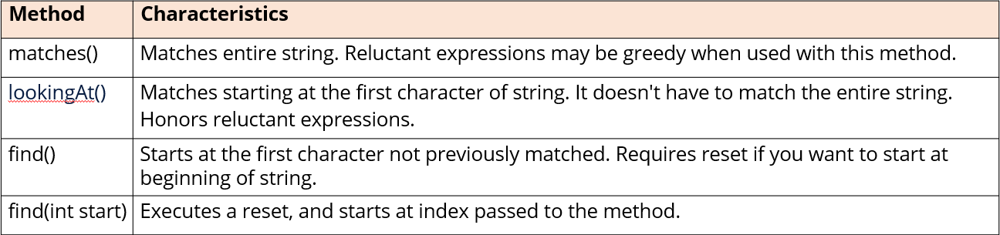 Method Characteristics
matches() Matches entire string. Reluctant expressions may be greedy when used with this method.
lookingAt() Matches starting at the first character of string. It doesn't have to match the entire string.
Honors reluctant expressions.
find() Starts at the first character not previously matched. Requires reset if you want to start at
beginning of string.
find(int start) Executes a reset, and starts at index passed to the method.